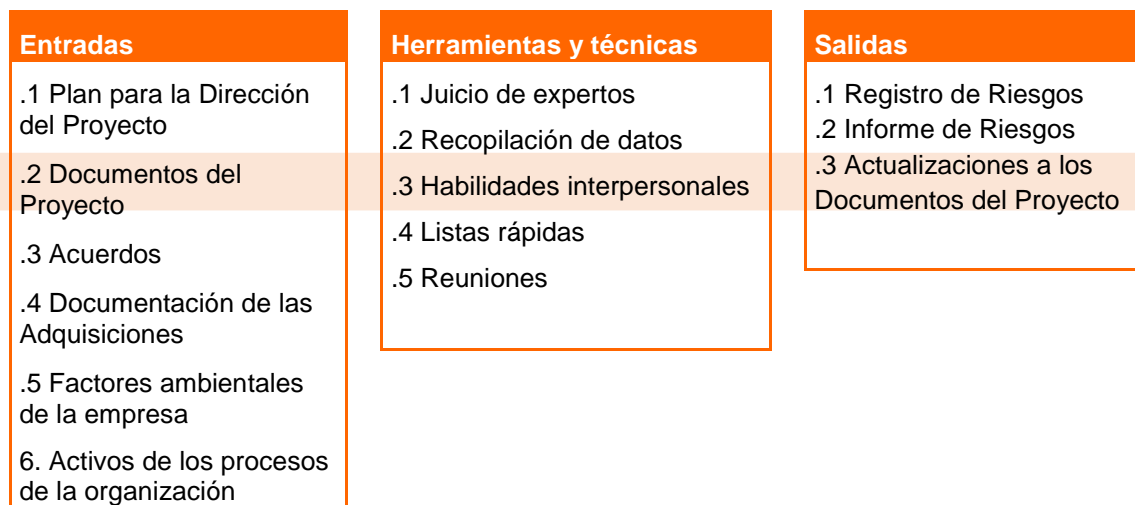 Entradas
.1 Plan para la Dirección
del Proyecto
.2 Documentos del
Proyecto
.3 Acuerdos
.4 Documentación de las
Adquisiciones
.5 Factores ambientales
de la empresa
6. Activos de los procesos
de la organización
Herramientas y técnicas
.1 Juicio de expertos
.2 Recopilación de datos
.3 Habilidades interpersonales
.4 Listas rápidas
.5 Reuniones
Salidas
.1 Registro de Riesgos
.2 Informe de Riesgos
.3 Actualizaciones a los
Documentos del Proyecto